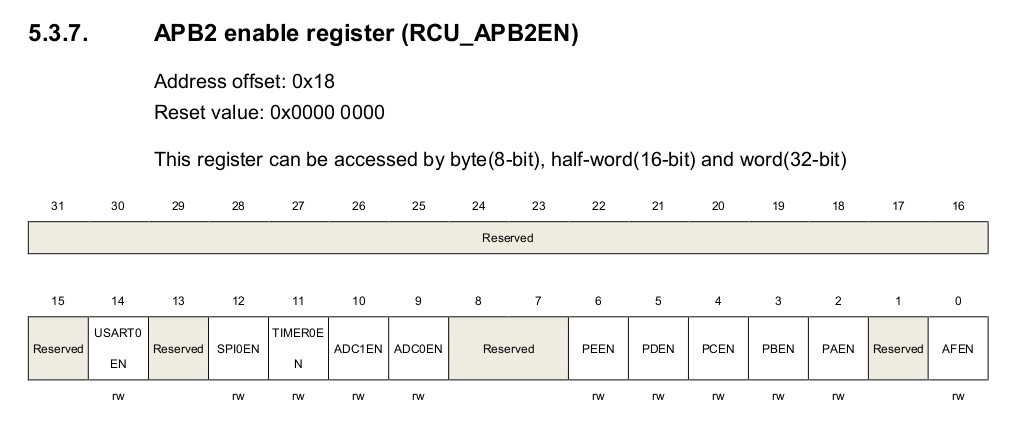 5.3.7. APB2 enable register (RCU_APB2EN)
Address offset: 0x18
Reset value: 0x0000 0000
This register can be accessed by byte(8-bit), half-word(16-bit) and word(32-bit)
31 30 29 28 27 26 25 24 23 22 21 20 19 18 17 16
Reserved
15 14 13 12 11 10 9 8 7 6 5 4 3 2 1 0
Reserved USART0EN Reserved SPI0EN TIMER0EN ADC1EN ADC0EN Reserved PEEN PDEN PCEN PBEN PAEN Reserved AFEN
rw rw rw rw rw rw rw rw rw rw rw